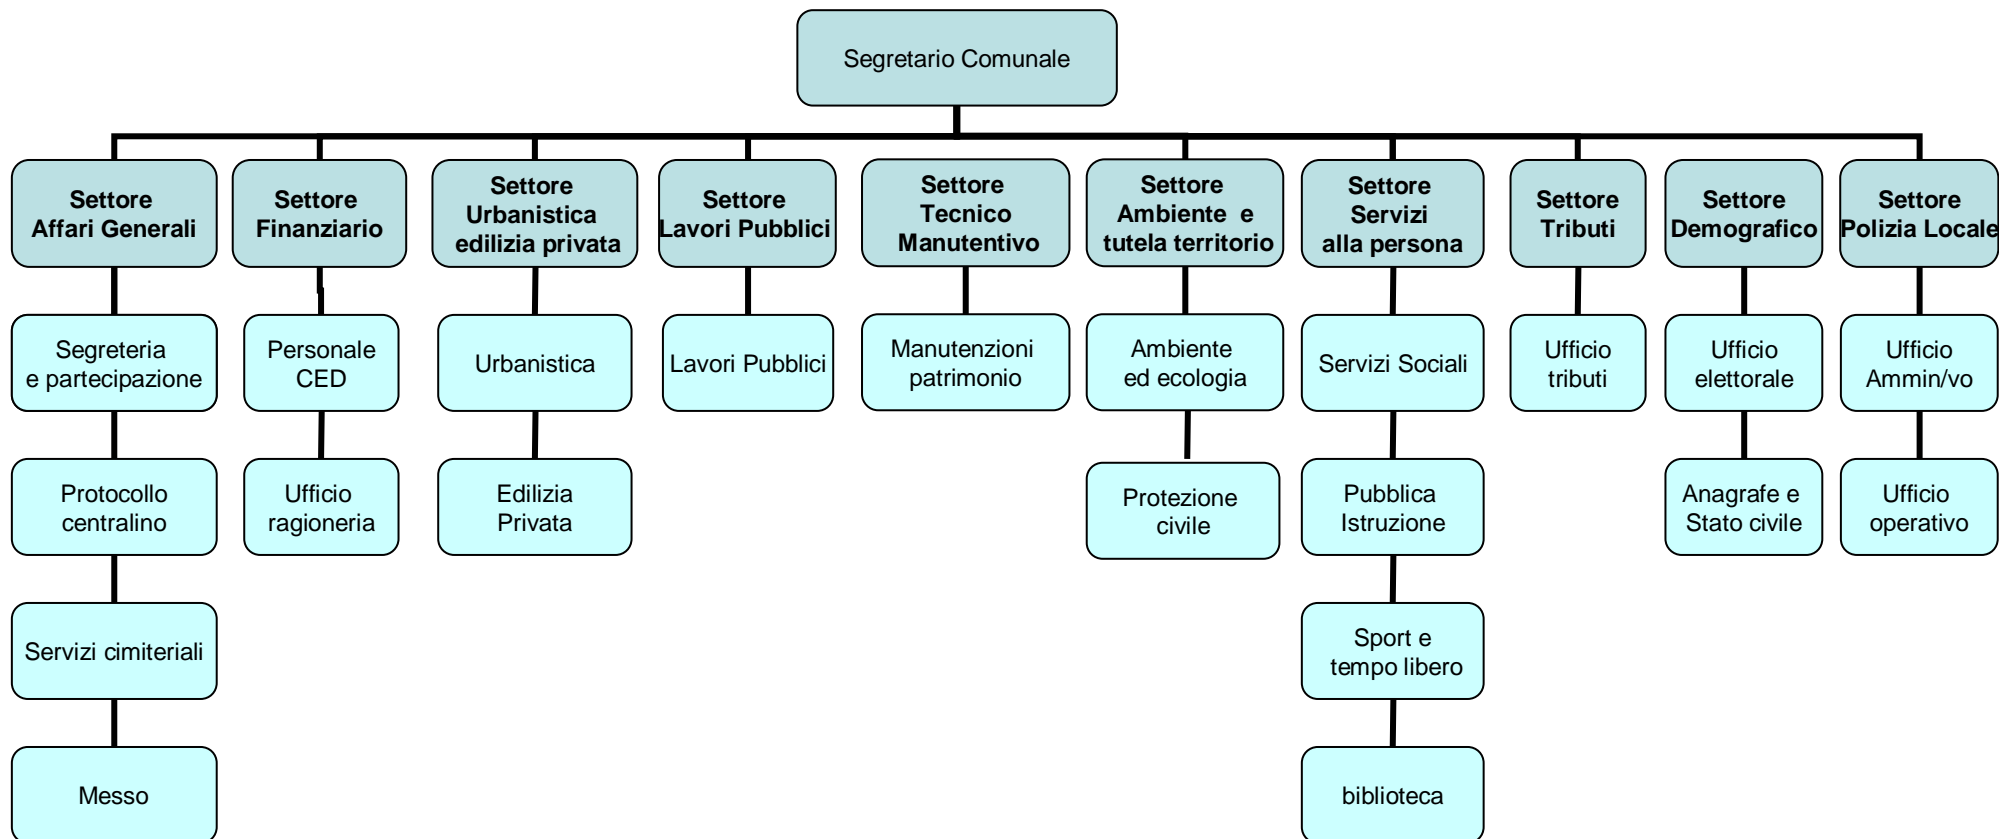 Segretario Comunale
Settore
Affari Generali
Settore
Finanziario
Settore
Urbanistica
edilizia privata
Settore
Lavori Pubblici
Settore
Tecnico
Manutentivo
Settore
Ambiente e
tutela territorio
Settore
Servizi
alla persona
Settore
Tributi
Settore
Demografico
Settore
Polizia Locale
Segreteria
e partecipazione
Personale
CED
Urbanistica
Lavori Pubblici
Manutenzioni
patrimonio
Ambiente
ed ecologia
Servizi Sociali
Ufficio
tributi
Ufficio
elettorale
Ufficio
Ammin/vo
Protocollo
centralino
Ufficio
ragioneria
Edilizia
Privata
Protezione
civile
Pubblica
Istruzione
Anagrafe e
Stato civile
Ufficio
operativo
Servizi cimiteriali
Sport e
tempo libero
Messo
biblioteca